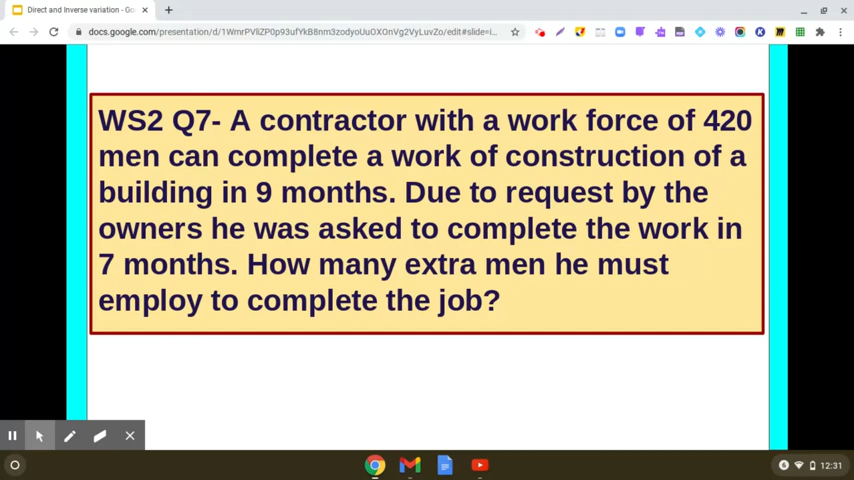 Direct and Inverse variation - Go
docs.google.com/presentation/d/1WmrPVliZP0p93ufYkB8nm3zodyoUuOXOnVg2VyLuvZo/edit#slide=i...
WS2 Q7- A contractor with a work force of 420
men can complete a work of construction of a
building in 9 months. Due to request by the
owners he was asked to complete the work in
7 months. How many extra men he must
employ to complete the job?
12:31